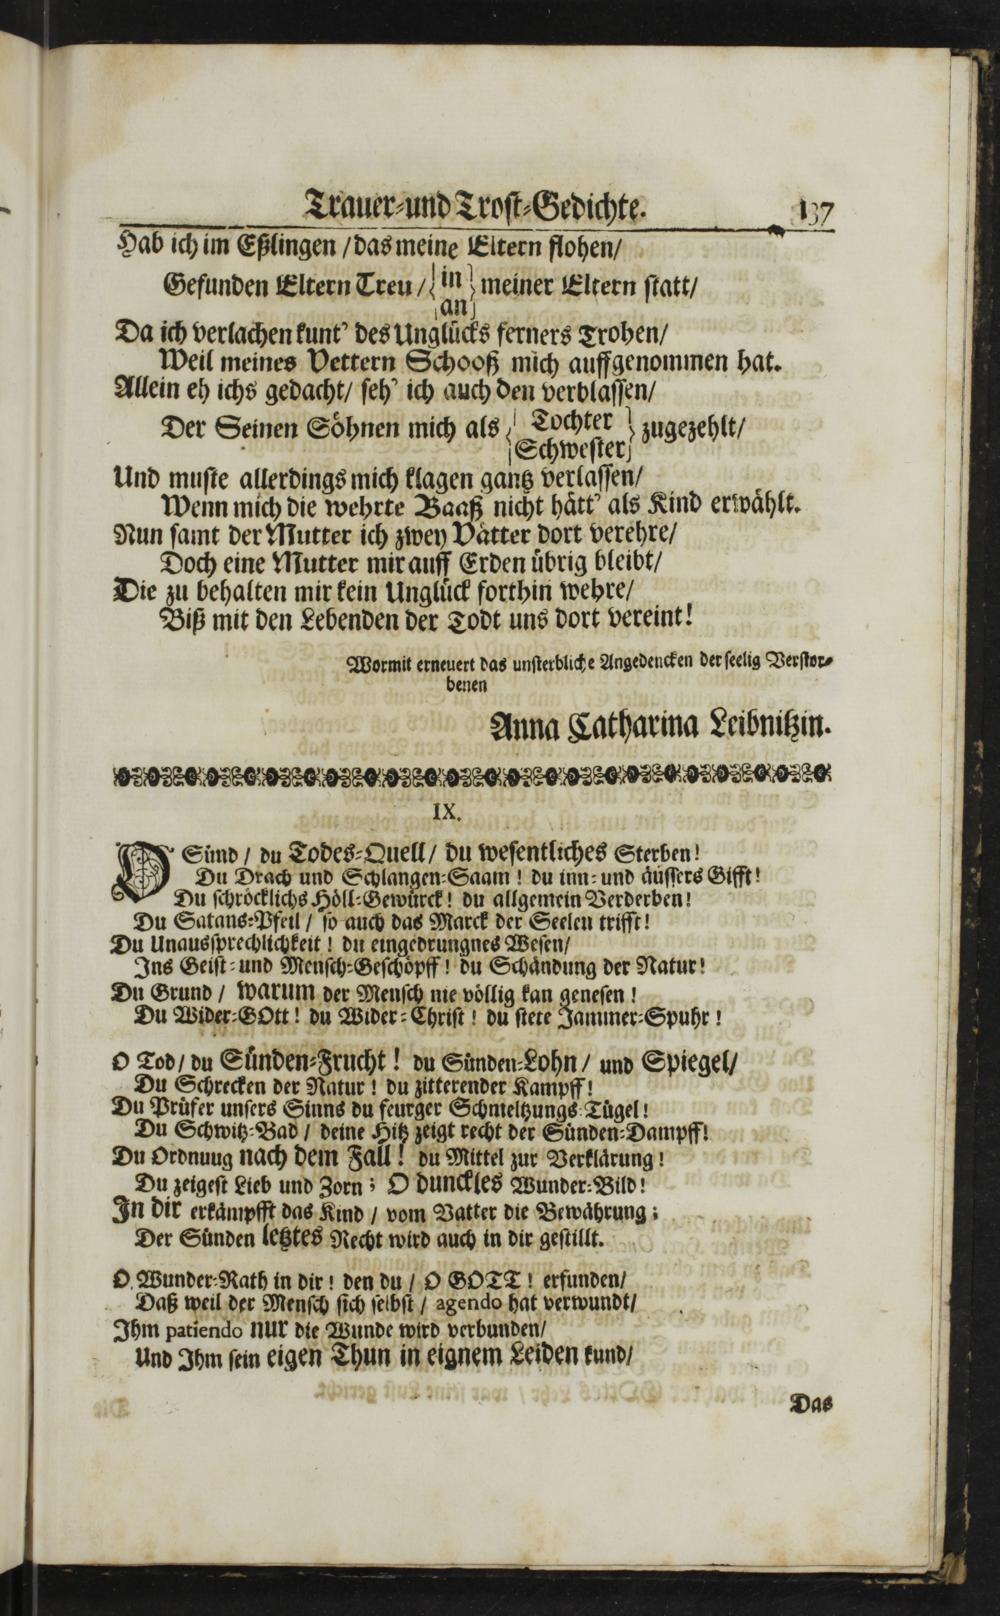 Trauer-und Trost-Gedichte. 137
Hab ich im Eßlingen / das meine Eltern flohen/
Gefunden Eltern Treu / {in} meiner Eltern statt/
{an}
Da ich verlachen kunt' des Unglücks ferners Trohen/
Weil meines Vettern Schooß mich auffgenommen hat.
Allein eh ichs gedacht/ seh' ich auch den verblassen/
Der Seinen Söhnen mich als {Tochter} zugezehlt/
{Schwester}
Und muste allerdings mich klagen gantz verlassen/
Wenn mich die wehrte Baaß nicht hätt' als Kind erwählt.
Nun samt der Mutter ich zwey Vätter dort verehre/
Doch eine Mutter mir auff Erden übrig bleibt/
Die zu behalten mir kein Unglück forthin wehre/
Biß mit den Lebenden der Todt uns dort vereint!
Wormit erneuert das unsterbliche Angedencken der seelig Verstor-
benen
Anna Catharina Leibnitzin.
IX.
O Sünd / du Todes-Quell/ du wesentliches Sterben!
Du Drach und Schlangen-Saam ! du inn- und äussers Gifft!
Du schröcklichs Höll-Gewürck! du allgemein Verderben!
Du Satans-Pfeil / so auch das Marck der Seelen trifft!
Du Unaussprechlichkeit ! du eingedrungnes Wesen/
Ins Geist- und Mensch-Geschöpff ! du Schändung der Natur!
Du Grund / warum der Mensch nie völlig kan genesen !
Du Wider-GOtt ! du Wider-Christ ! du stete Jammer-Spuhr !
O Tod/ du Sünden-Frucht ! du Sünden-Lohn / und Spiegel/
Du Schrecken der Natur ! du zitterender Kampff!
Du Prüfer unsers Sinns du feurger Schmeltzungs-Tügel!
Du Schwitz-Bad / deine Hitz zeigt recht der Sünden-Dampff!
Du Ordnuug nach dem Fall ! du Mittel zur Verklärung !
Du zeigest Lieb und Zorn ; O dunckles Wunder-Bild!
In dir erkämpfft das Kind / vom Vatter die Bewährung ;
Der Sünden letztes Recht wird auch in dir gestillt.
O Wunder-Rath in dir ! den du / O GOTT ! erfunden/
Daß weil der Mensch sich selbst / agendo hat verwundt/
Ihm patiendo nur die Wunde wird verbunden/
Und Ihm sein eigen Thun in eignem Leiden kund/
Das